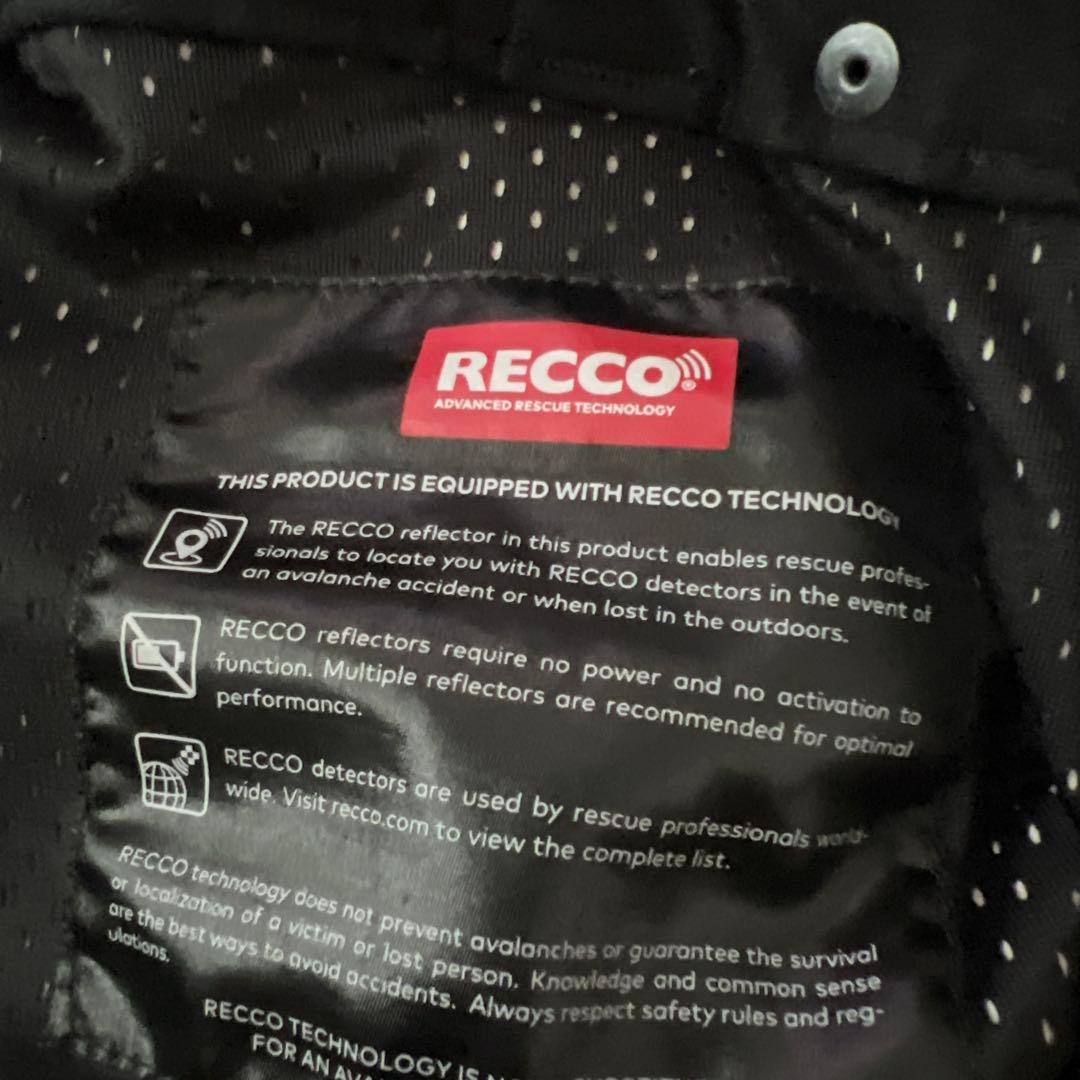 RECCO®
ADVANCED RESCUE TECHNOLOGY
THIS PRODUCT IS EQUIPPED WITH RECCO TECHNOLOGY
The RECCO reflector in this product enables rescue profes-
sionals to locate you with RECCO detectors in the event of
an avalanche accident or when lost in the outdoors.
RECCO reflectors require no power and no activation to
function. Multiple reflectors are recommended for optimal
performance.
RECCO detectors are used by rescue professionals world-
wide. Visit recco.com to view the complete list.
RECCO technology does not prevent avalanches or guarantee the survival
or localization of a victim or lost person. Knowledge and common sense
are the best ways to avoid accidents. Always respect safety rules and reg-
ulations.
RECCO TECHNOLOGY IS
FOR AN